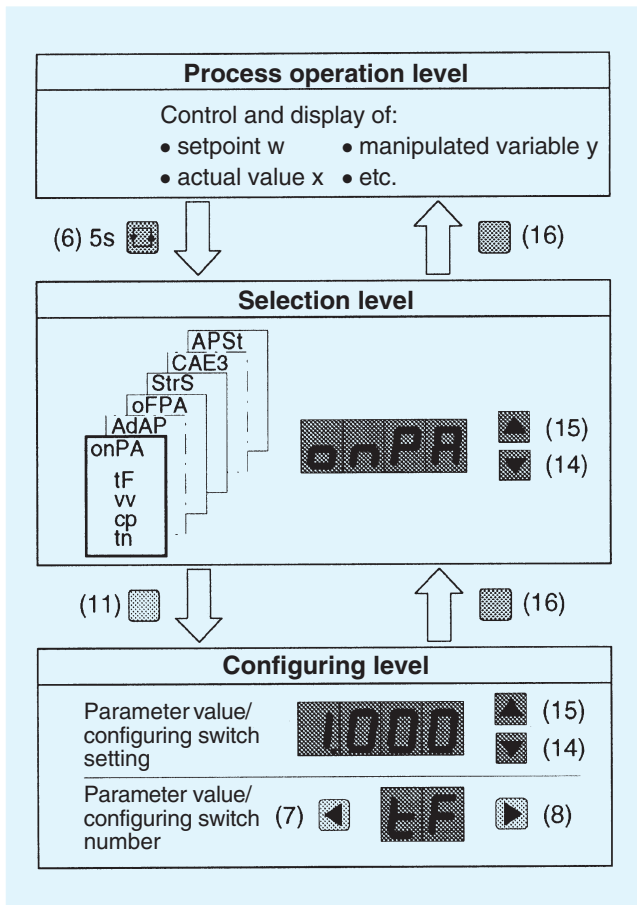 Process operation level
Control and display of:
• setpoint w • manipulated variable y
• actual value x • etc.
(6) 5s (16)
Selection level
APSt
CAE3
StrS
oFPA
AdAP
onPA
tF
vv
cp
tn
onPA
(15)
(14)
(11) (16)
Configuring level
Parameter value/
configuring switch
setting
1.000
(15)
(14)
Parameter value/
configuring switch
number
(7) tF (8)